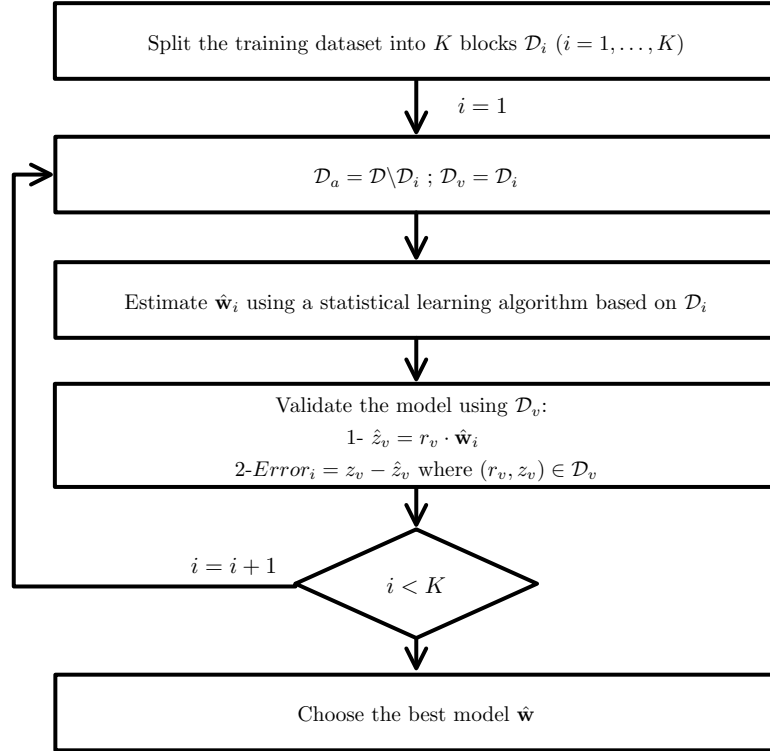 Split the training dataset into K blocks 𝒟ᵢ (i = 1, . . . , K)
i = 1
𝒟ₐ = 𝒟\𝒟ᵢ ; 𝒟ᵥ = 𝒟ᵢ
Estimate ŵᵢ using a statistical learning algorithm based on 𝒟ᵢ
Validate the model using 𝒟ᵥ:
1- ẑᵥ = rᵥ · ŵᵢ
2-Errorᵢ = zᵥ − ẑᵥ where (rᵥ, zᵥ) ∈ 𝒟ᵥ
i = i + 1
i < K
Choose the best model ŵ